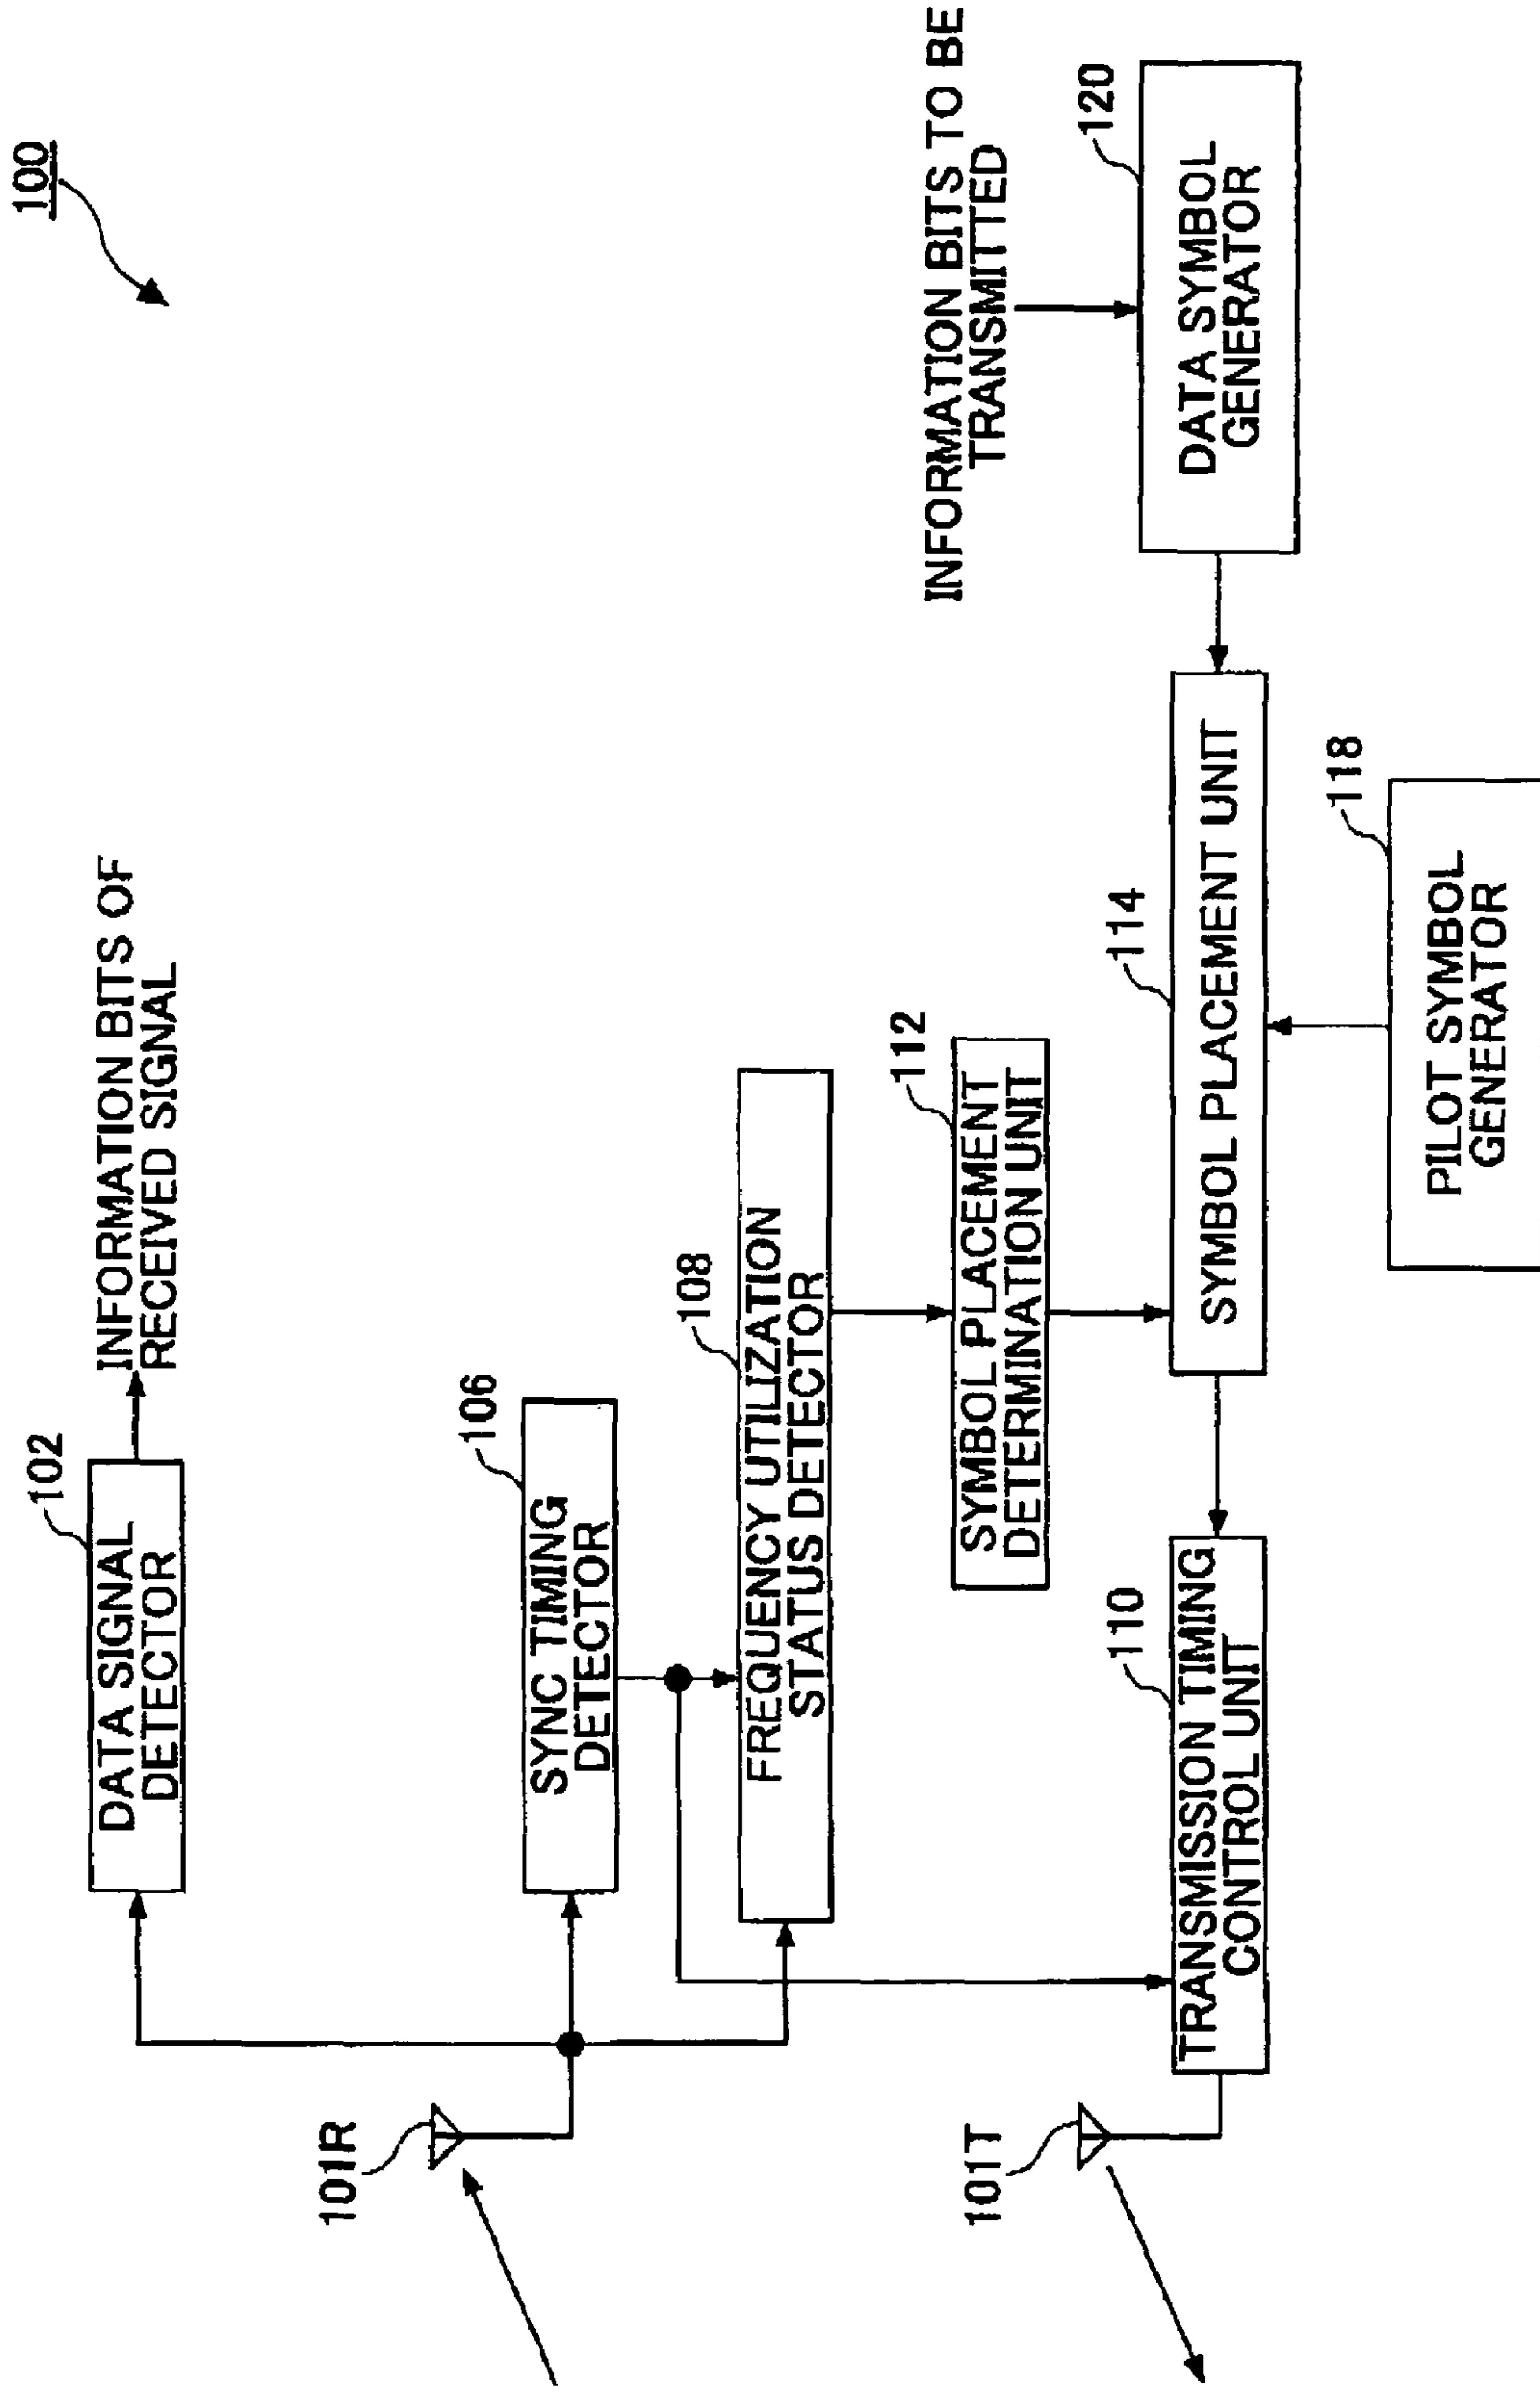 100
102
DATA SIGNAL
DETECTOR
INFORMATION BITS OF
RECEIVED SIGNAL
101R
106
SYNC TIMING
DETECTOR
108
FREQUENCY UTILIZATION
STATUS DETECTOR
112
SYMBOL PLACEMENT
DETERMINATION UNIT
INFORMATION BITS TO BE
TRANSMITTED
101T
110
TRANSMISSION TIMING
CONTROL UNIT
114
SYMBOL PLACEMENT UNIT
120
DATA SYMBOL
GENERATOR
118
PILOT SYMBOL
GENERATOR